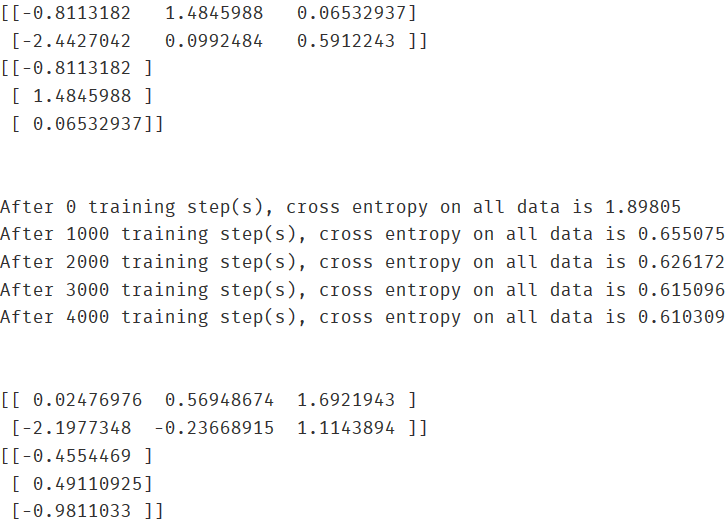 [[-0.8113182   1.4845988   0.06532937]
 [-2.4427042   0.0992484   0.5912243 ]]
[[-0.8113182 ]
 [ 1.4845988 ]
 [ 0.06532937]]
After 0 training step(s), cross entropy on all data is 1.89805
After 1000 training step(s), cross entropy on all data is 0.655075
After 2000 training step(s), cross entropy on all data is 0.626172
After 3000 training step(s), cross entropy on all data is 0.615096
After 4000 training step(s), cross entropy on all data is 0.610309
[[ 0.02476976  0.56948674  1.6921943 ]
 [-2.1977348  -0.23668915  1.1143894 ]]
[[-0.4554469 ]
 [ 0.49110925]
 [-0.9811033 ]]